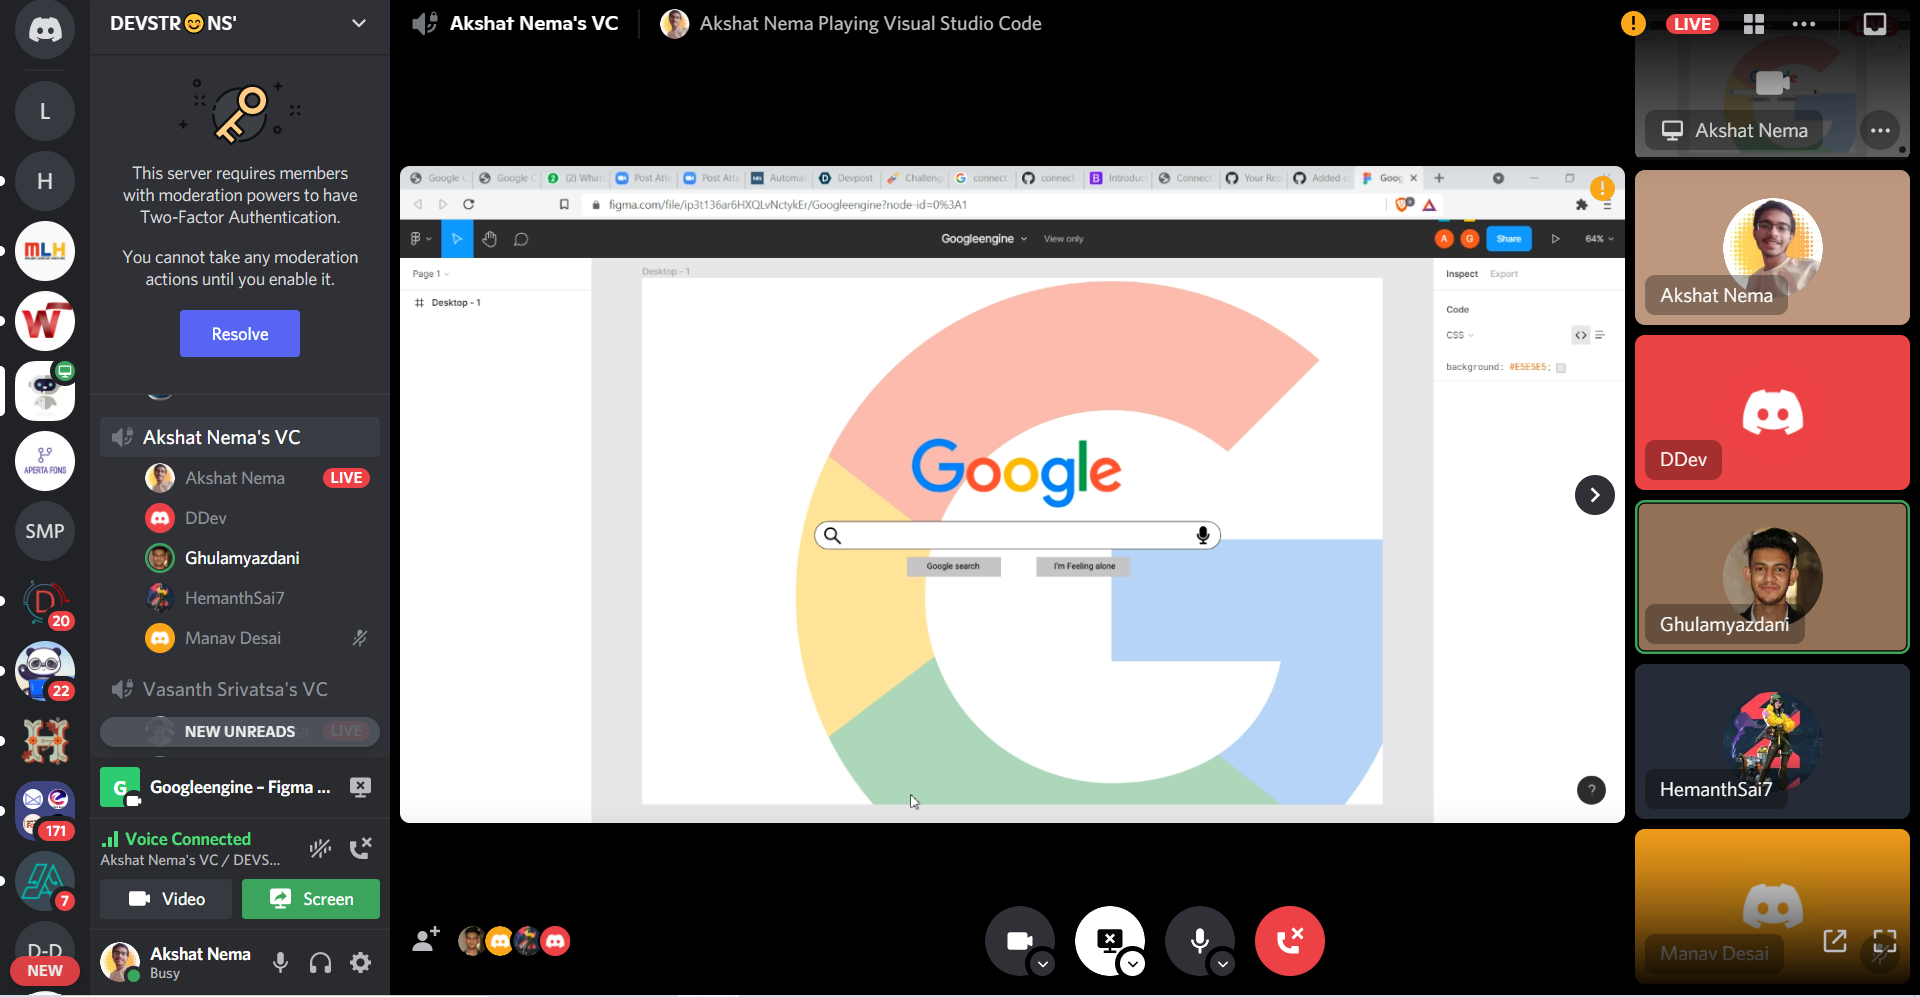 DEVSTR😊NS'
Akshat Nema's VC
Akshat Nema Playing Visual Studio Code
LIVE
L
H
MLH
W
APERTA FONS
SMP
20
22
171
7
D-D
NEW
This server requires members
with moderation powers to have
Two-Factor Authentication.
You cannot take any moderation
actions until you enable it.
Resolve
Akshat Nema's VC
Akshat Nema
LIVE
DDev
Ghulamyazdani
HemanthSai7
Manav Desai
Vasanth Srivatsa's VC
NEW UNREADS
LIVE
G
Googleengine – Figma ...
Voice Connected
Akshat Nema's VC / DEVS...
Video
Screen
Akshat Nema
Busy
Google
Google
(2) What
Post Att
Post Att
Automa
Devpost
Challeng
connect
connect
Introduc
Connect
Your Rep
Added c
Goog
figma.com/file/ip3t136ar6HXQLvNctykEr/Googleengine?node-id=0%3A1
Googleengine
View only
A
G
Share
64%
Page 1
Desktop - 1
Desktop - 1
Google
Google search
I'm Feeling alone
Inspect
Export
Code
CSS
background: #E5E5E5;
?
Akshat Nema
Akshat Nema
DDev
Ghulamyazdani
HemanthSai7
Manav Desai